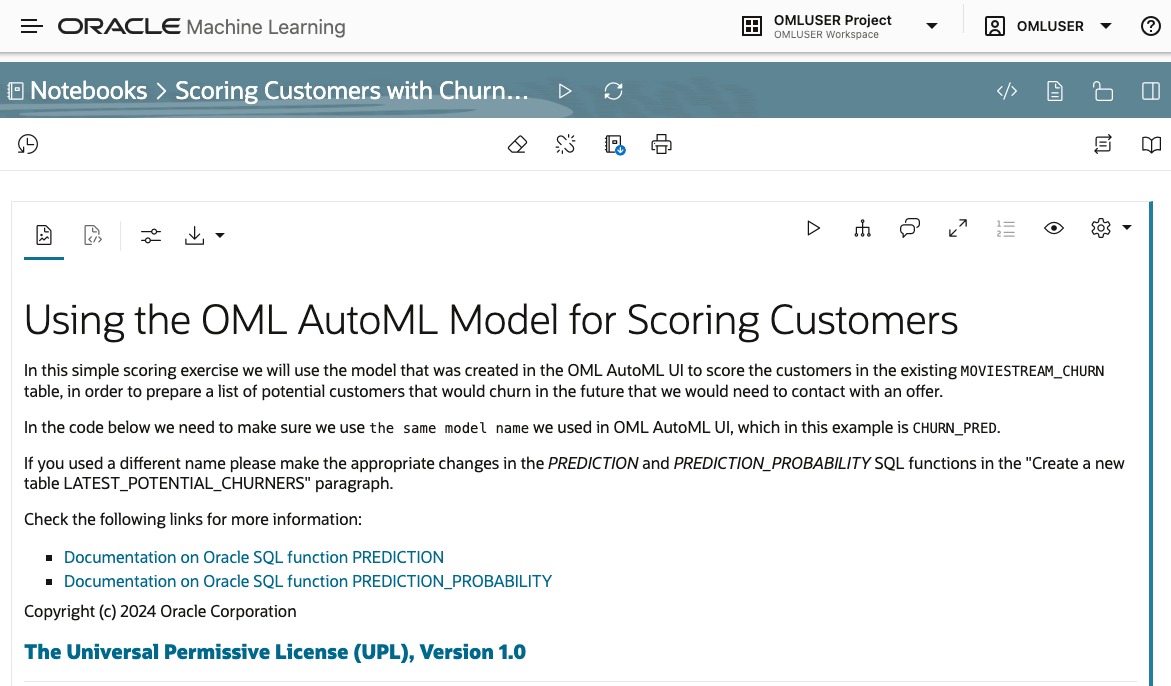 ORACLE Machine Learning
OMLUSER Project
OMLUSER Workspace
OMLUSER
Notebooks > Scoring Customers with Churn...
Using the OML AutoML Model for Scoring Customers
In this simple scoring exercise we will use the model that was created in the OML AutoML UI to score the customers in the existing MOVIESTREAM_CHURN
table, in order to prepare a list of potential customers that would churn in the future that we would need to contact with an offer.
In the code below we need to make sure we use the same model name we used in OML AutoML UI, which in this example is CHURN_PRED.
If you used a different name please make the appropriate changes in the PREDICTION and PREDICTION_PROBABILITY SQL functions in the "Create a new
table LATEST_POTENTIAL_CHURNERS" paragraph.
Check the following links for more information:
Documentation on Oracle SQL function PREDICTION
Documentation on Oracle SQL function PREDICTION_PROBABILITY
Copyright (c) 2024 Oracle Corporation
The Universal Permissive License (UPL), Version 1.0